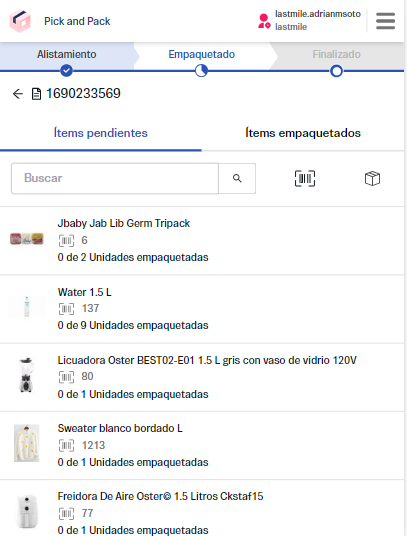 Pick and Pack
lastmile.adrianmsoto
lastmile
Alistamiento
Empaquetado
Finalizado
1690233569
Ítems pendientes
Ítems empaquetados
Buscar
Jbaby Jab Lib Germ Tripack
6
0 de 2 Unidades empaquetadas
Water 1.5 L
137
0 de 9 Unidades empaquetadas
Licuadora Oster BEST02-E01 1.5 L gris con vaso de vidrio 120V
80
0 de 1 Unidades empaquetadas
Sweater blanco bordado L
1213
0 de 1 Unidades empaquetadas
Freidora De Aire Oster© 1.5 Litros Ckstaf15
77
0 de 1 Unidades empaquetadas